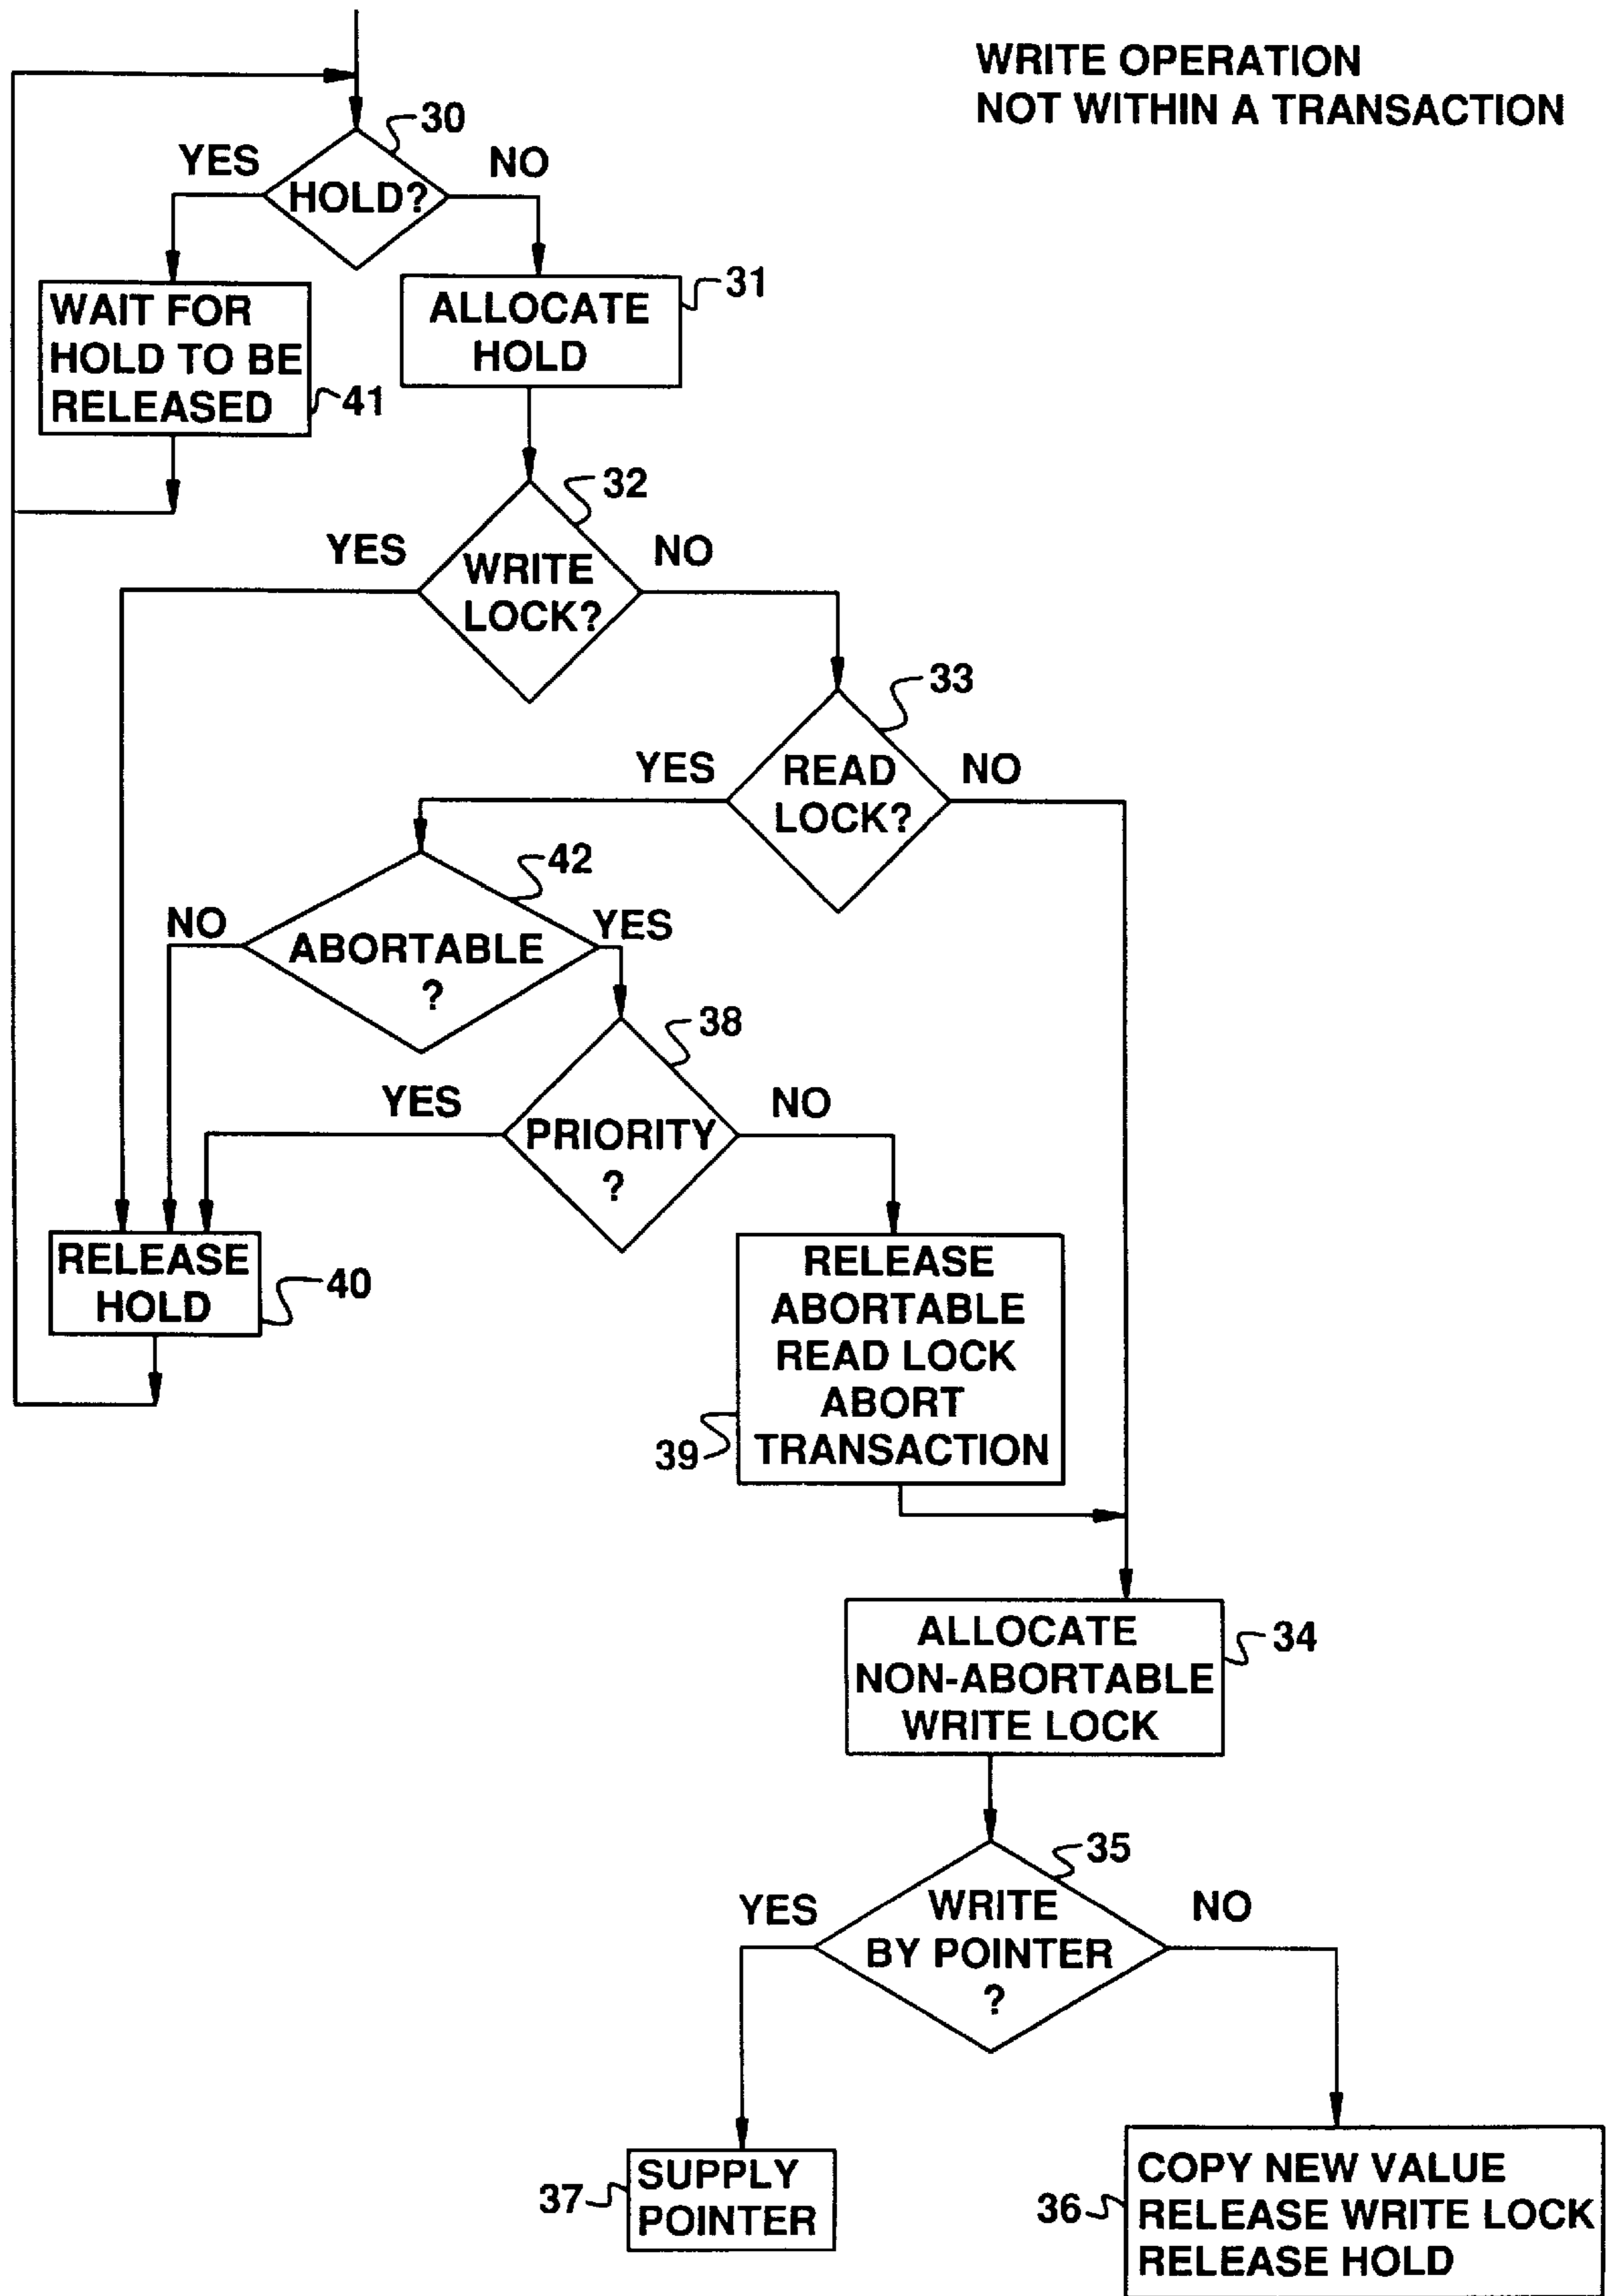 WRITE OPERATION
NOT WITHIN A TRANSACTION
30
YES
NO
HOLD?
31
WAIT FOR
HOLD TO BE
RELEASED
41
ALLOCATE
HOLD
32
YES
NO
WRITE
LOCK?
33
YES
NO
READ
LOCK?
42
NO
YES
ABORTABLE
?
38
YES
NO
PRIORITY
?
RELEASE
HOLD
40
RELEASE
ABORTABLE
READ LOCK
ABORT
TRANSACTION
39
ALLOCATE
NON-ABORTABLE
WRITE LOCK
34
35
YES
NO
WRITE
BY POINTER
?
37
SUPPLY
POINTER
36
COPY NEW VALUE
RELEASE WRITE LOCK
RELEASE HOLD